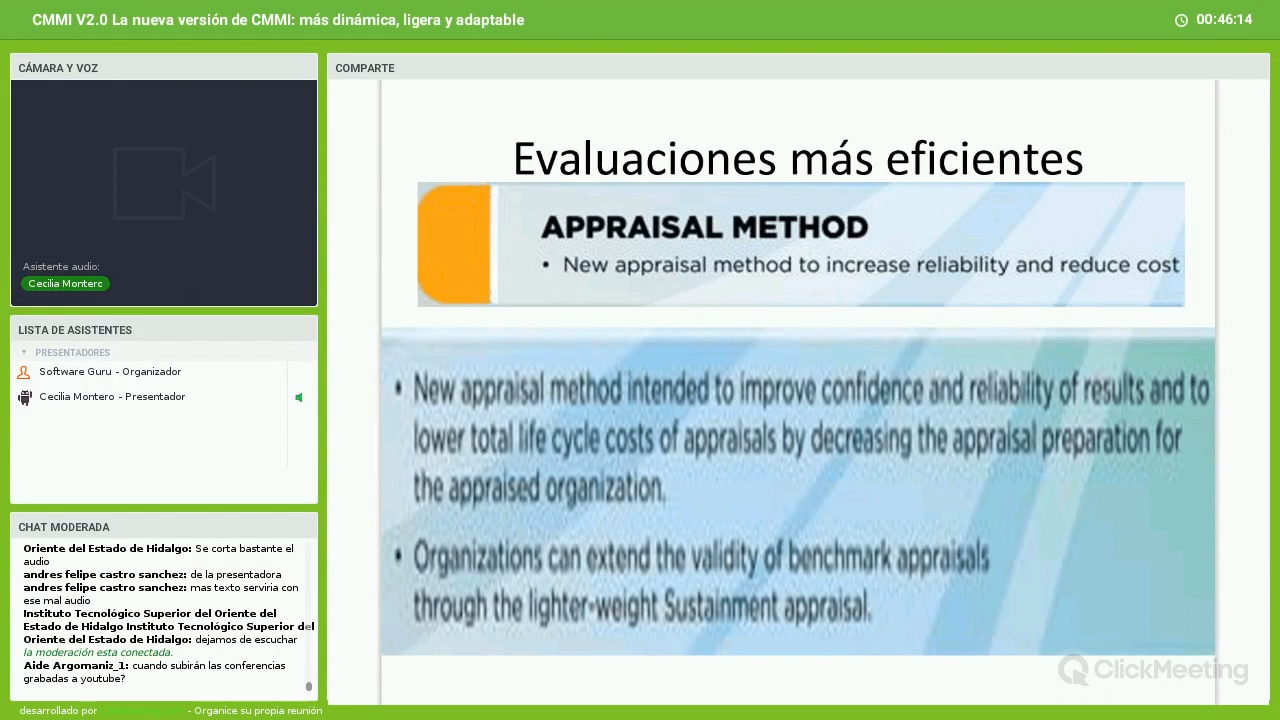 CMMI V2.0 La nueva versión de CMMI: más dinámica, ligera y adaptable
00:46:14
CÁMARA Y VOZ
Asistente audio:
Cecilia Montero
LISTA DE ASISTENTES
PRESENTADORES
Software Guru - Organizador
Cecilia Montero - Presentador
CHAT MODERADA
Oriente del Estado de Hidalgo: Se corta bastante el
audio
andres felipe castro sanchez: de la presentadora
andres felipe castro sanchez: mas texto serviria con
ese mal audio
Instituto Tecnológico Superior del Oriente del
Estado de Hidalgo Instituto Tecnológico Superior del
Oriente del Estado de Hidalgo: dejamos de escuchar
la moderación esta conectada.
Aide Argomaniz_1: cuando subirán las conferencias
grabadas a youtube?
desarrollado por - Organice su propia reunión
COMPARTE
Evaluaciones más eficientes
APPRAISAL METHOD
• New appraisal method to increase reliability and reduce cost
• New appraisal method intended to improve confidence and reliability of results and to
lower total life cycle costs of appraisals by decreasing the appraisal preparation for
the appraised organization.
• Organizations can extend the validity of benchmark appraisals
through the lighter-weight Sustainment appraisal.
ClickMeeting